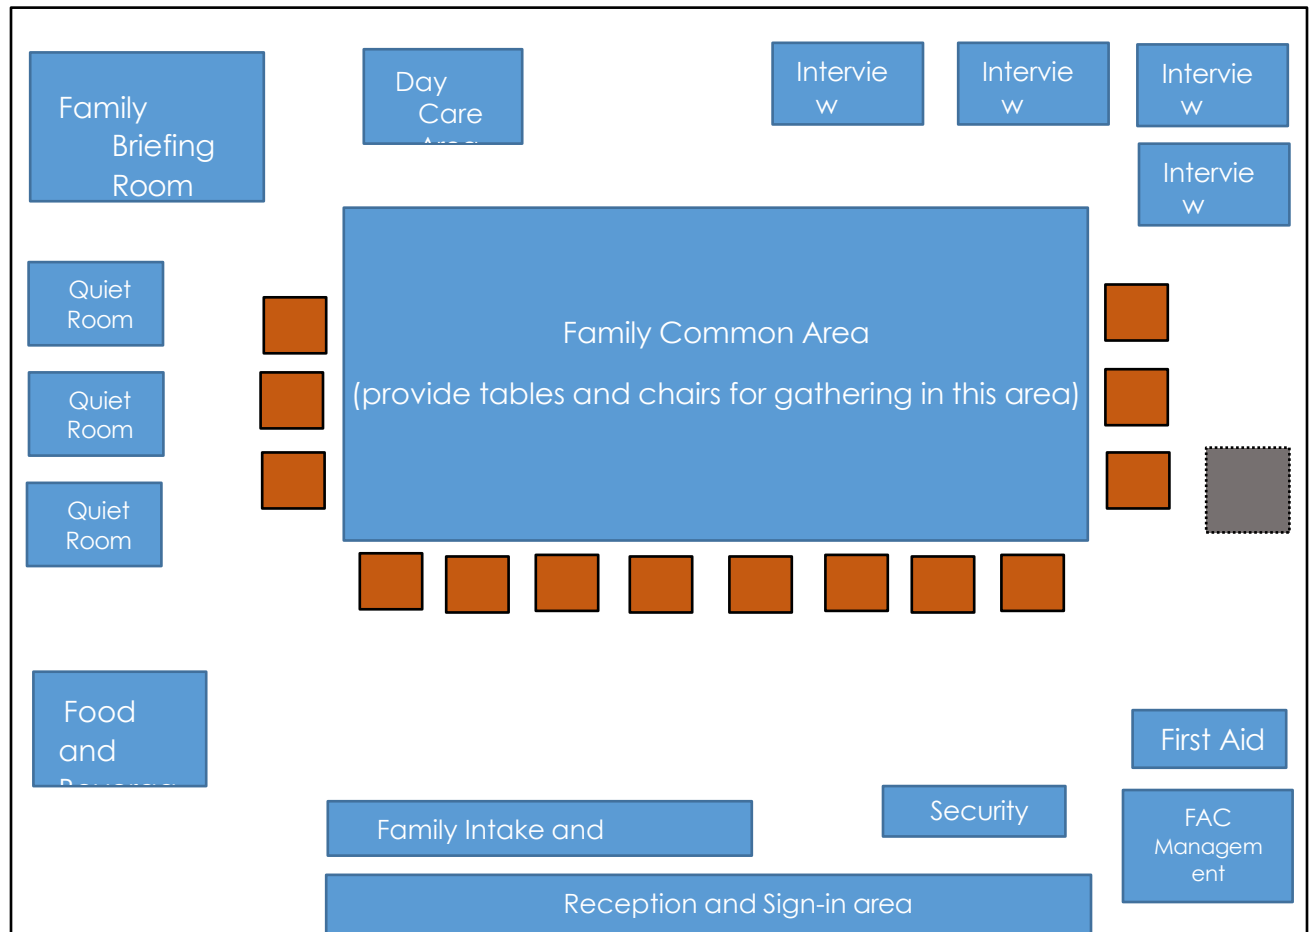 Family
Briefing
Room
Day
Care
Intervie
w
Intervie
w
Intervie
w
Intervie
w
Quiet
Room
Quiet
Room
Quiet
Room
Family Common Area
(provide tables and chairs for gathering in this area)
Food
and
First Aid
Security
FAC
Managem
ent
Family Intake and
Reception and Sign-in area